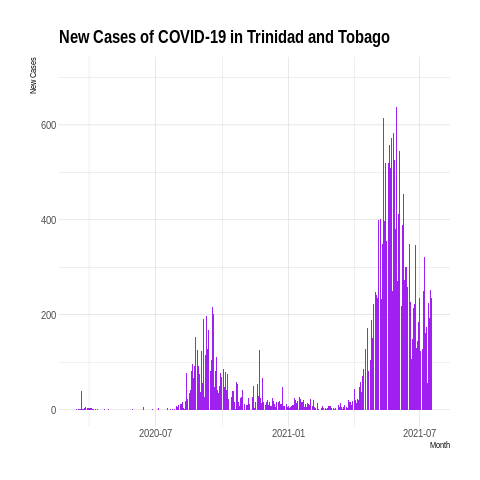 New Cases of COVID-19 in Trinidad and Tobago
New Cases
600
400
200
0
2020-07
2021-01
2021-07
Month